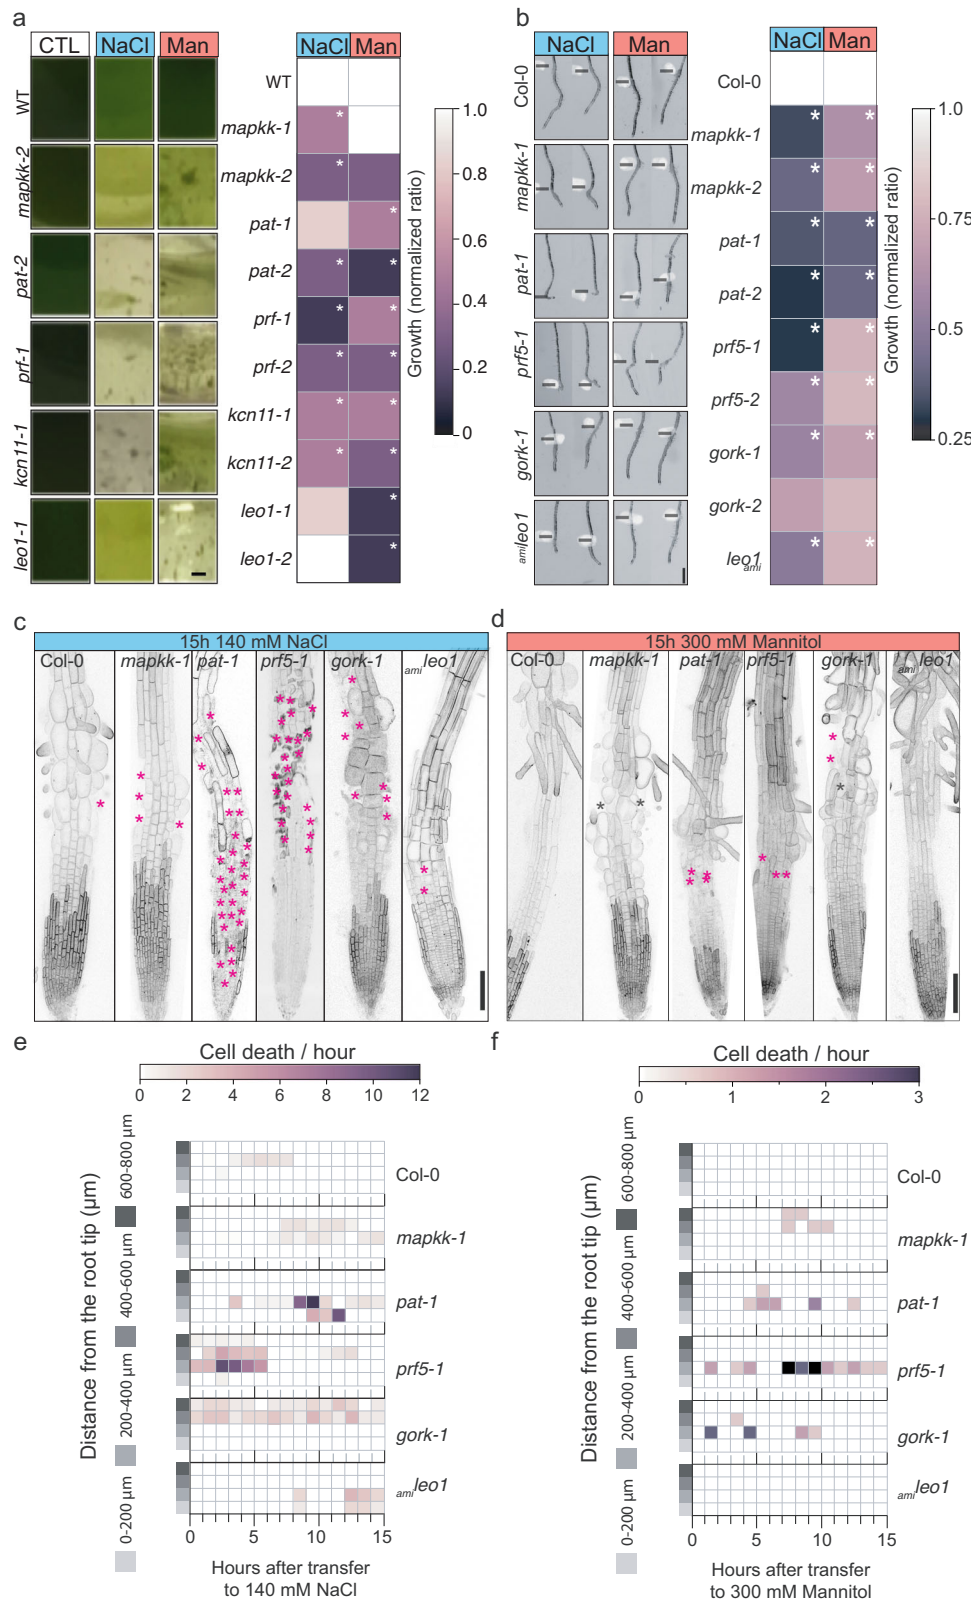 a
CTL NaCl Man
WT
mapkk-2
pat-2
prf-1
kcn11-1
leo1-1
NaCl Man
WT
mapkk-1 *
mapkk-2 *
pat-1 *
pat-2 * *
prf-1 * *
prf-2 * *
kcn11-1 * *
kcn11-2 * *
leo1-1 *
leo1-2 *
1.0
0.8
0.6
0.4
0.2
0
Growth (normalized ratio)
b
NaCl Man
Col-0
mapkk-1
pat-1
prf5-1
gork-1
amileo1
NaCl Man
Col-0
mapkk-1 * *
mapkk-2 * *
pat-1 * *
pat-2 * *
prf5-1 * *
prf5-2 * *
gork-1 * *
gork-2
leo1 * *
ami
1.0
0.75
0.5
0.25
Growth (normalized ratio)
c
15h 140 mM NaCl
Col-0 mapkk-1 pat-1 prf5-1 gork-1 amileo1
d
15h 300 mM Mannitol
Col-0 mapkk-1 pat-1 prf5-1 gork-1 amileo1
e
Cell death / hour
0 2 4 6 8 10 12
Distance from the root tip (µm)
600-800 µm
400-600 µm
200-400 µm
0-200 µm
Col-0
mapkk-1
pat-1
prf5-1
gork-1
amileo1
0 5 10 15
Hours after transfer
to 140 mM NaCl
f
Cell death / hour
0 1 2 3
Distance from the root tip (µm)
600-800 µm
400-600 µm
200-400 µm
0-200 µm
Col-0
mapkk-1
pat-1
prf5-1
gork-1
amileo1
0 5 10 15
Hours after transfer
to 300 mM Mannitol